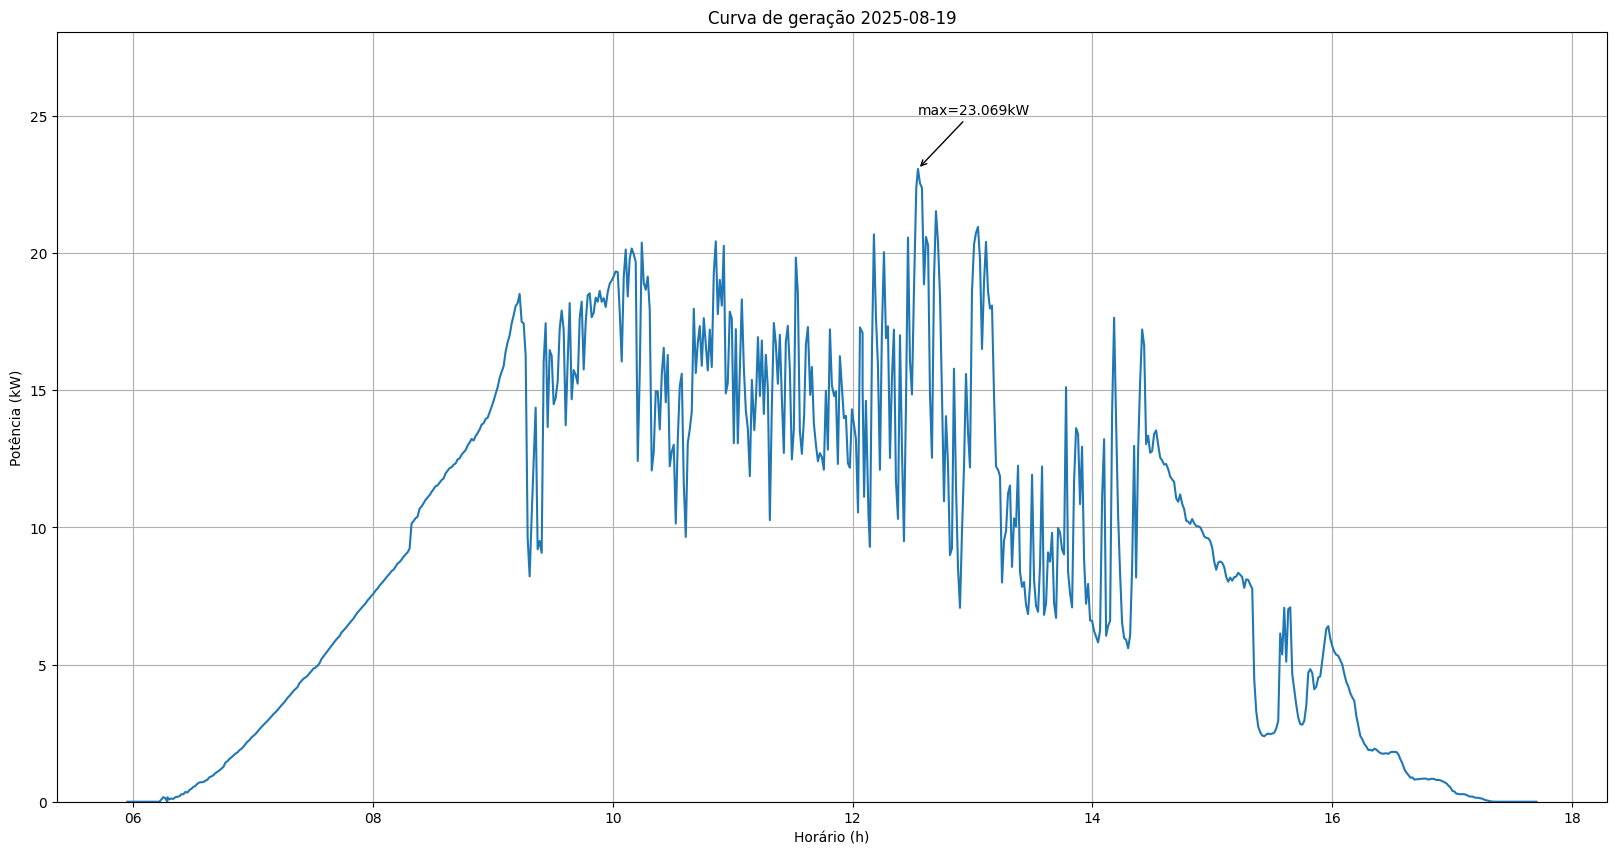 Curva de geração 2025-08-19
max=23.069kW
Potência (kW)
25
20
15
10
5
0
06 08 10 12 14 16 18
Horário (h)